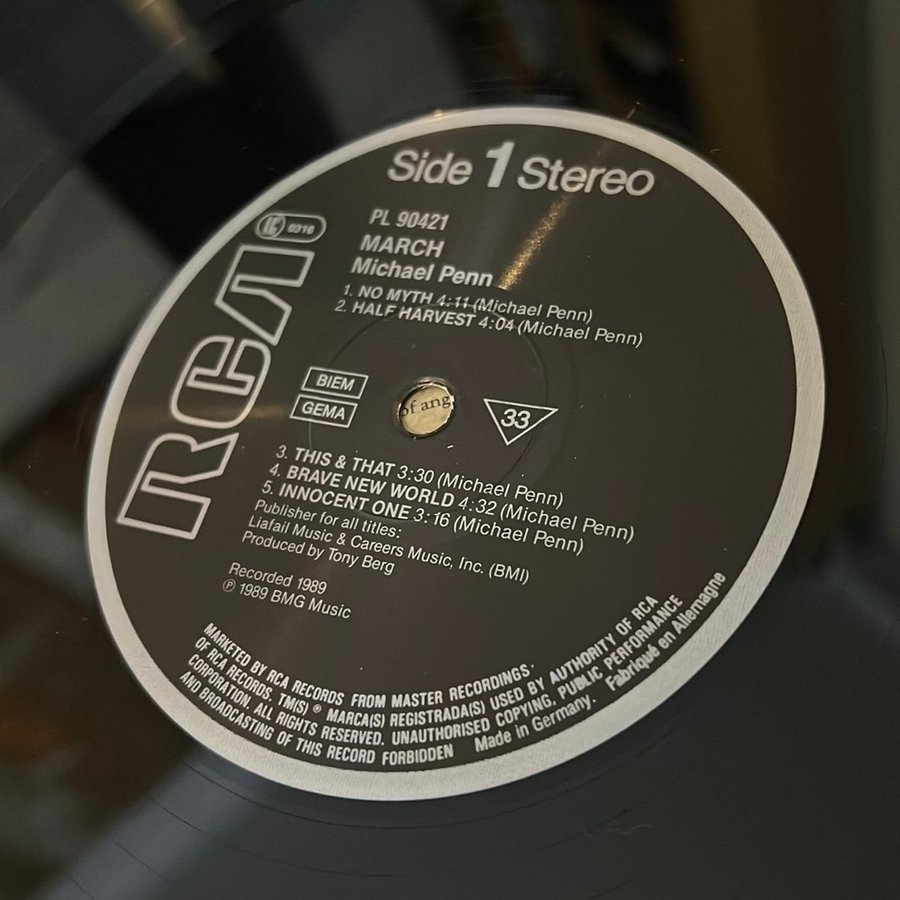 Side 1 Stereo
LC 0316
RCA
PL 90421
MARCH
Michael Penn
1. NO MYTH 4:11 (Michael Penn)
2. HALF HARVEST 4:04 (Michael Penn)
BIEM
GEMA
of ang
33
3. THIS & THAT 3:30 (Michael Penn)
4. BRAVE NEW WORLD 4:32 (Michael Penn)
5. INNOCENT ONE 3:16 (Michael Penn)
Publisher for all titles:
Liafail Music & Careers Music, Inc. (BMI)
Produced by Tony Berg
Recorded 1989
℗ 1989 BMG Music
MARKETED BY RCA RECORDS FROM MASTER RECORDINGS.
OF RCA RECORDS, TM(S) ® MARCA(S) REGISTRADA(S) USED BY AUTHORITY OF RCA
CORPORATION. ALL RIGHTS RESERVED. UNAUTHORISED COPYING, PUBLIC PERFORMANCE
AND BROADCASTING OF THIS RECORD FORBIDDEN Made in Germany. Fabriqué en Allemagne